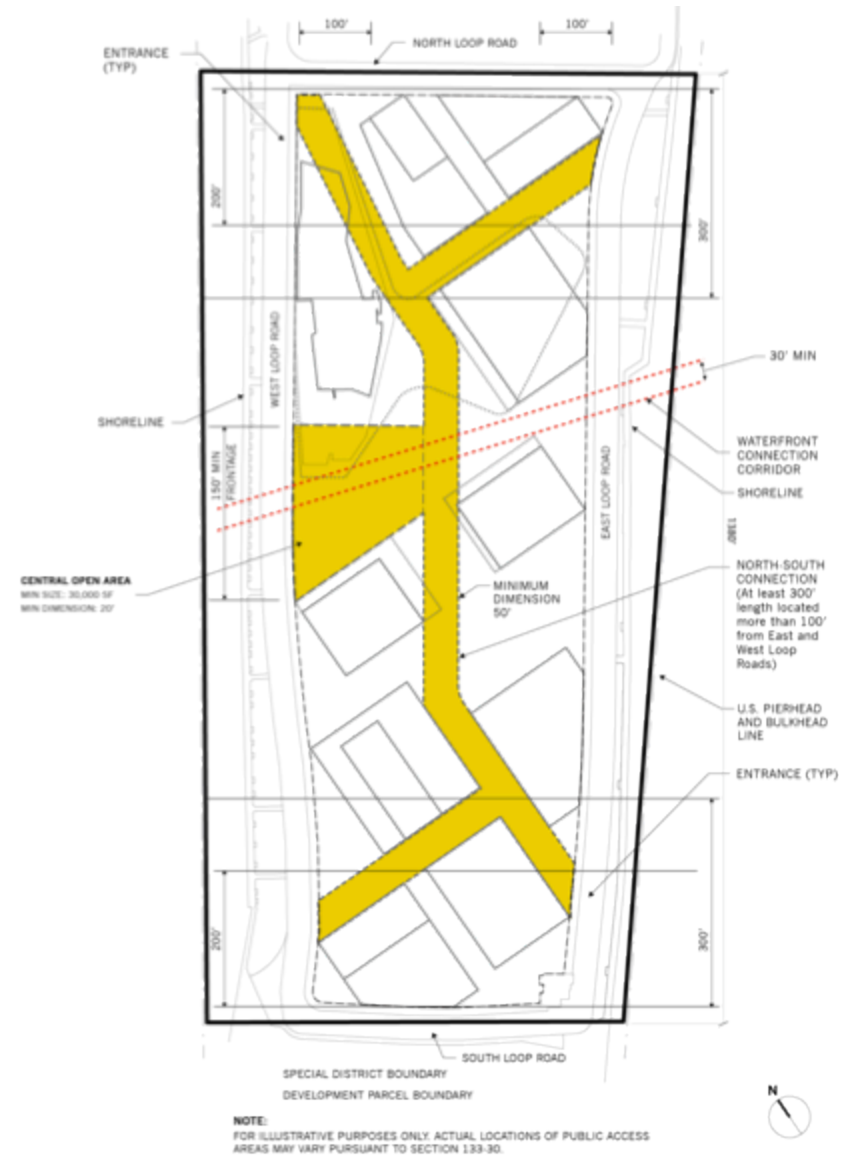 100'
100'
NORTH LOOP ROAD
ENTRANCE
(TYP)
200'
300'
WEST LOOP ROAD
30' MIN
SHORELINE
150' MIN
FRONTAGE
WATERFRONT
CONNECTION
CORRIDOR
EAST LOOP ROAD
SHORELINE
1380'
CENTRAL OPEN AREA
MIN SIZE: 30,000 SF
MIN DIMENSION: 20'
MINIMUM
DIMENSION
50'
NORTH-SOUTH
CONNECTION
(At least 300'
length located
more than 100'
from East and
West Loop
Roads)
U.S. PIERHEAD
AND BULKHEAD
LINE
ENTRANCE (TYP)
200'
300'
SOUTH LOOP ROAD
SPECIAL DISTRICT BOUNDARY
DEVELOPMENT PARCEL BOUNDARY
N
NOTE:
FOR ILLUSTRATIVE PURPOSES ONLY. ACTUAL LOCATIONS OF PUBLIC ACCESS
AREAS MAY VARY PURSUANT TO SECTION 133-30.